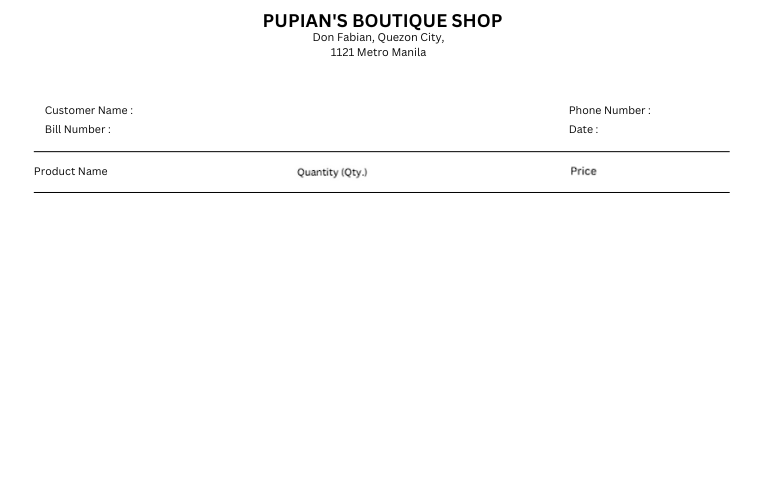 PUPIAN'S BOUTIQUE SHOP
Don Fabian, Quezon City,
1121 Metro Manila
Customer Name : Phone Number :
Bill Number : Date :
Product Name Quantity (Qty.) Price